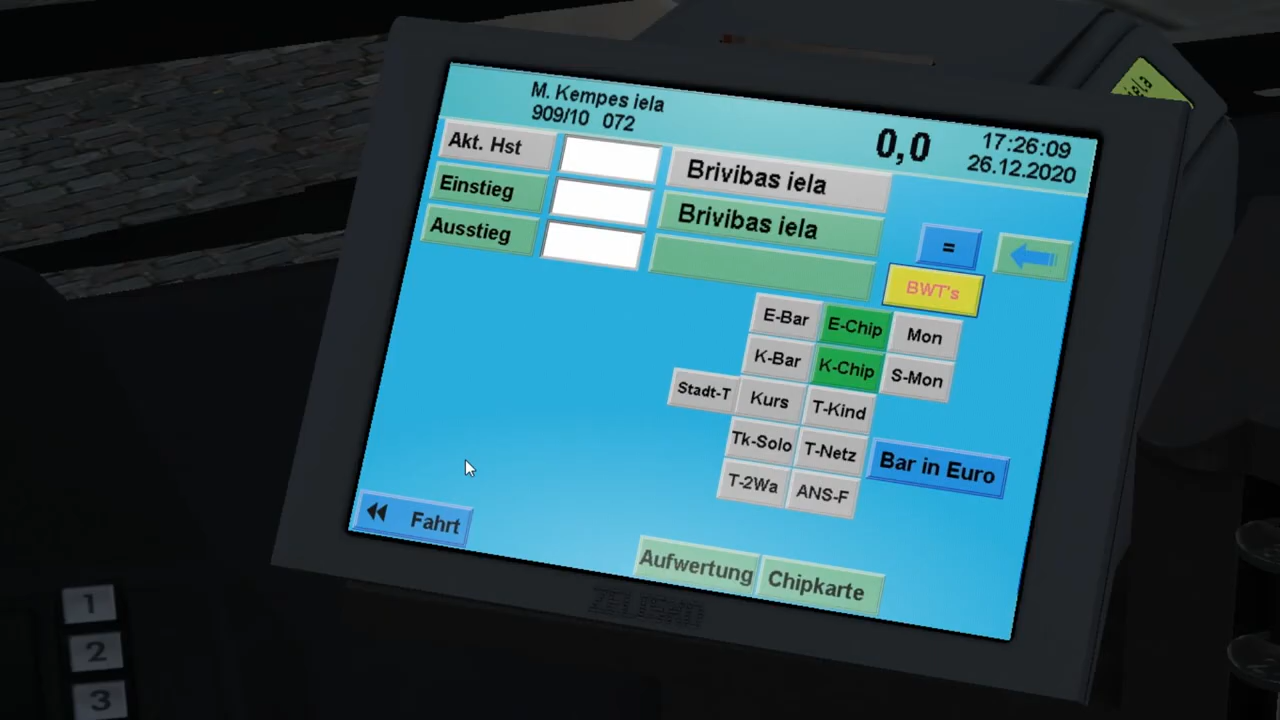 M. Kempes iela
909/10 072
0,0
17:26:09
26.12.2020
Akt. Hst
Brivibas iela
Einstieg
Brivibas iela
Ausstieg
=
BWT's
E-Bar
E-Chip
Mon
K-Bar
K-Chip
S-Mon
Stadt-T
Kurs
T-Kind
Tk-Solo
T-Netz
Bar in Euro
T-2Wa
ANS-F
Fahrt
Aufwertung
Chipkarte
1
2
3